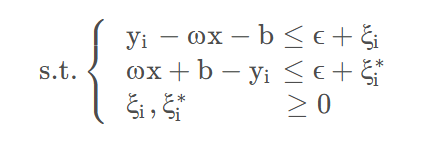 yᵢ − ωx − b ≤ ϵ + ξᵢ
s.t. { ωx + b − yᵢ ≤ ϵ + ξᵢ*
ξᵢ, ξᵢ* ≥ 0